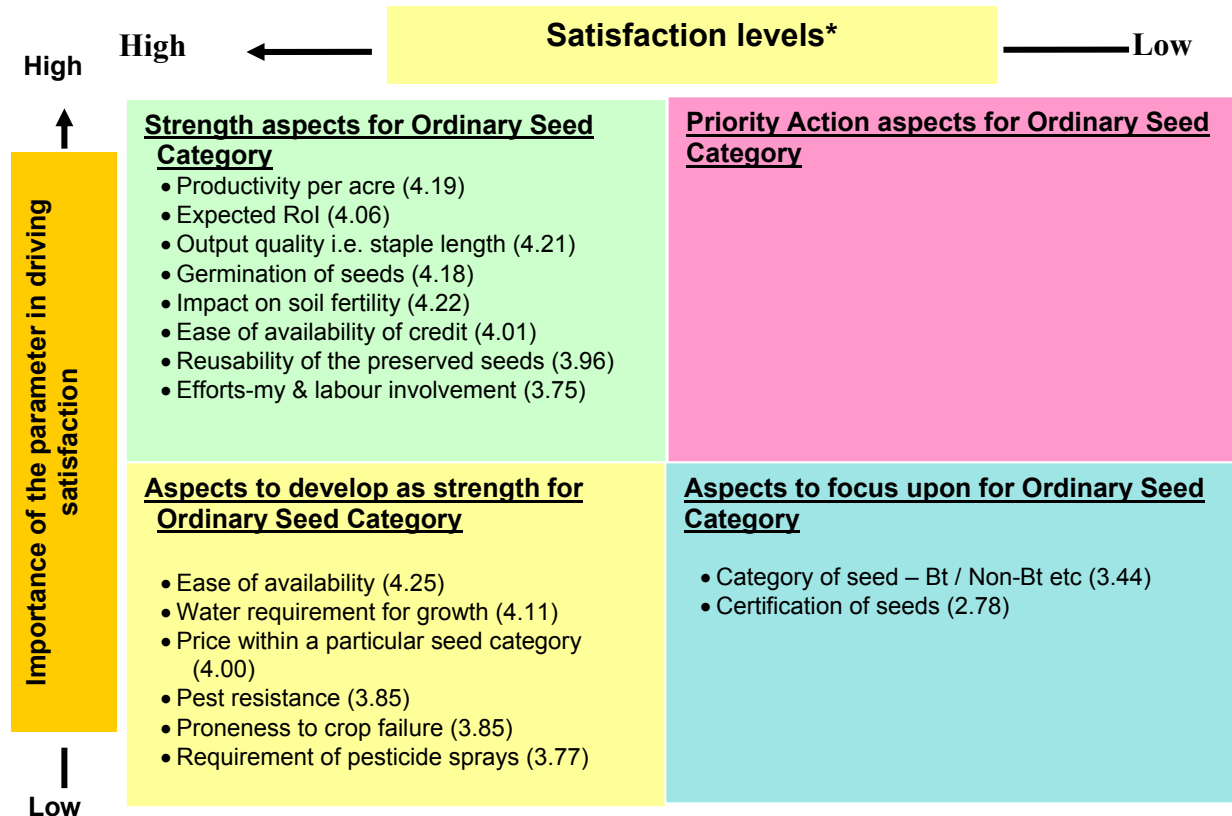 Satisfaction levels*
High
Low
High
Importance of the parameter in driving
satisfaction
Low
Strength aspects for Ordinary Seed
Category
• Productivity per acre (4.19)
• Expected RoI (4.06)
• Output quality i.e. staple length (4.21)
• Germination of seeds (4.18)
• Impact on soil fertility (4.22)
• Ease of availability of credit (4.01)
• Reusability of the preserved seeds (3.96)
• Efforts-my & labour involvement (3.75)
Priority Action aspects for Ordinary Seed
Category
Aspects to develop as strength for
Ordinary Seed Category
• Ease of availability (4.25)
• Water requirement for growth (4.11)
• Price within a particular seed category
(4.00)
• Pest resistance (3.85)
• Proneness to crop failure (3.85)
• Requirement of pesticide sprays (3.77)
Aspects to focus upon for Ordinary Seed
Category
• Category of seed – Bt / Non-Bt etc (3.44)
• Certification of seeds (2.78)